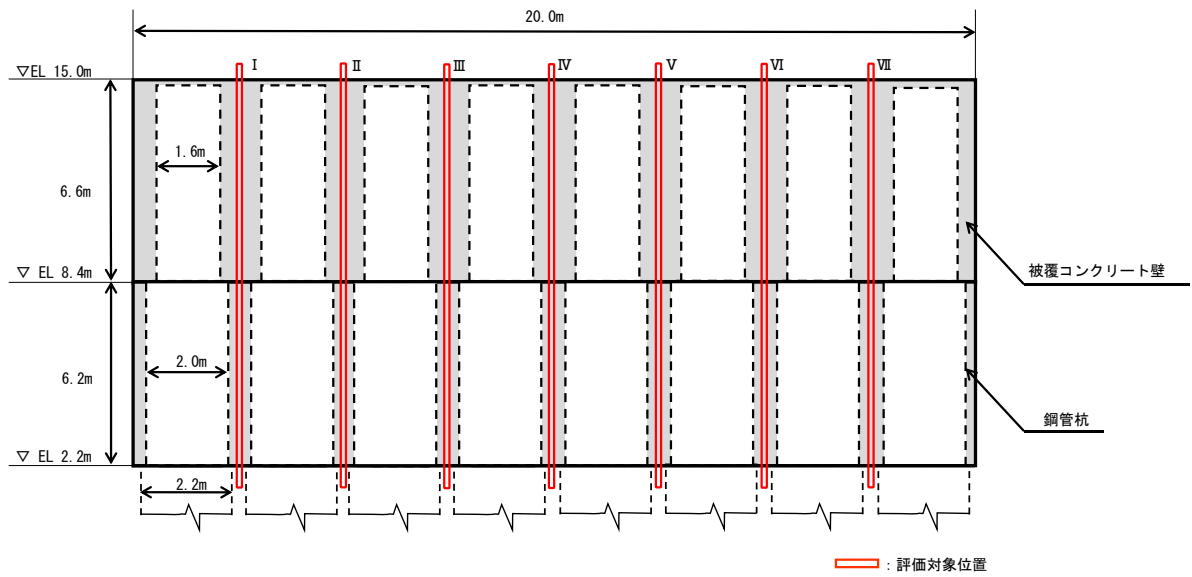 20.0m
I II III IV V VI VII
▽EL 15.0m
1.6m
6.6m
被覆コンクリート壁
▽ EL 8.4m
2.0m
6.2m
鋼管杭
▽ EL 2.2m
2.2m
：評価対象位置